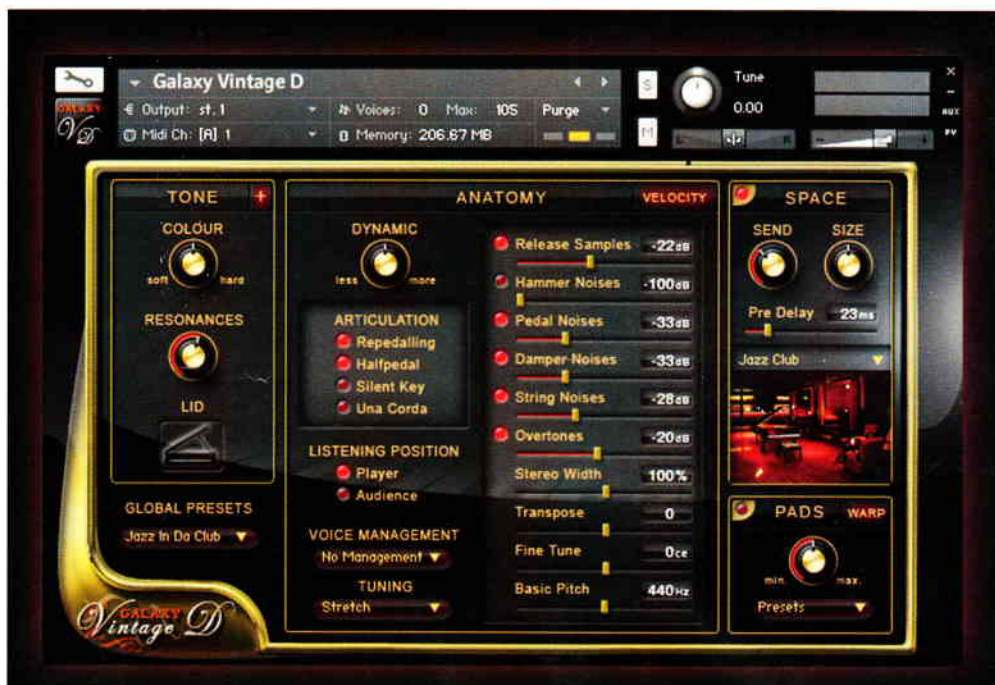 Galaxy Vintage D
S
Tune
0.00
Output: st. 1
Voices: 0 Max: 105
Purge
AUX
GALAXY
VD
Midi Ch: [A] 1
Memory: 206.67 MB
M
L
R
PV
TONE
COLOUR
soft hard
RESONANCES
LID
GLOBAL PRESETS
Jazz In Da Club
GALAXY
Vintage D
ANATOMY
VELOCITY
DYNAMIC
less more
ARTICULATION
Repedalling
Halfpedal
Silent Key
Una Corda
LISTENING POSITION
Player
Audience
VOICE MANAGEMENT
No Management
TUNING
Stretch
Release Samples -22dB
Hammer Noises -100dB
Pedal Noises -33dB
Damper Noises -33dB
String Noises -28dB
Overtones -20dB
Stereo Width 100%
Transpose 0
Fine Tune 0ce
Basic Pitch 440Hz
SPACE
SEND SIZE
Pre Delay 23ms
Jazz Club
PADS WARP
min. max.
Presets